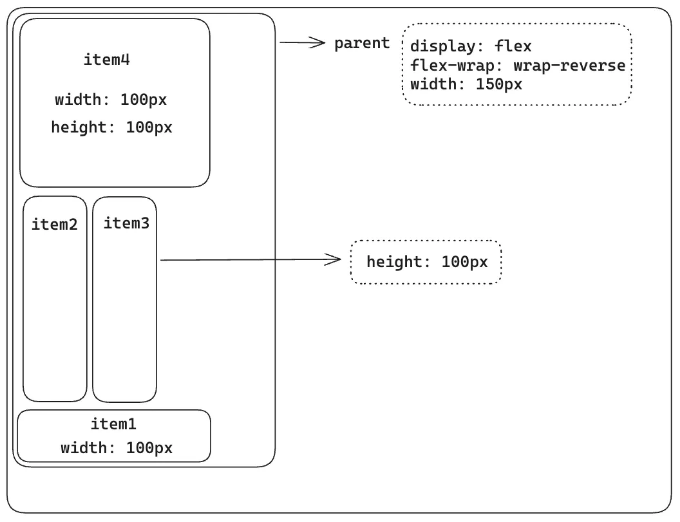 item4
width: 100px
height: 100px
parent
display: flex
flex-wrap: wrap-reverse
width: 150px
item2
item3
height: 100px
item1
width: 100px